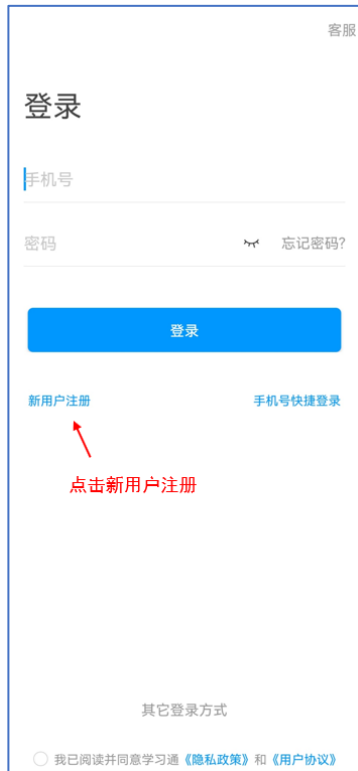 客服
登录
手机号
密码 忘记密码?
登录
新用户注册 手机号快捷登录
点击新用户注册
其它登录方式
我已阅读并同意学习通《隐私政策》和《用户协议》